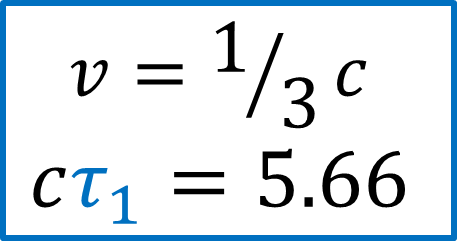 v = 1/3 c
cτ₁ = 5.66